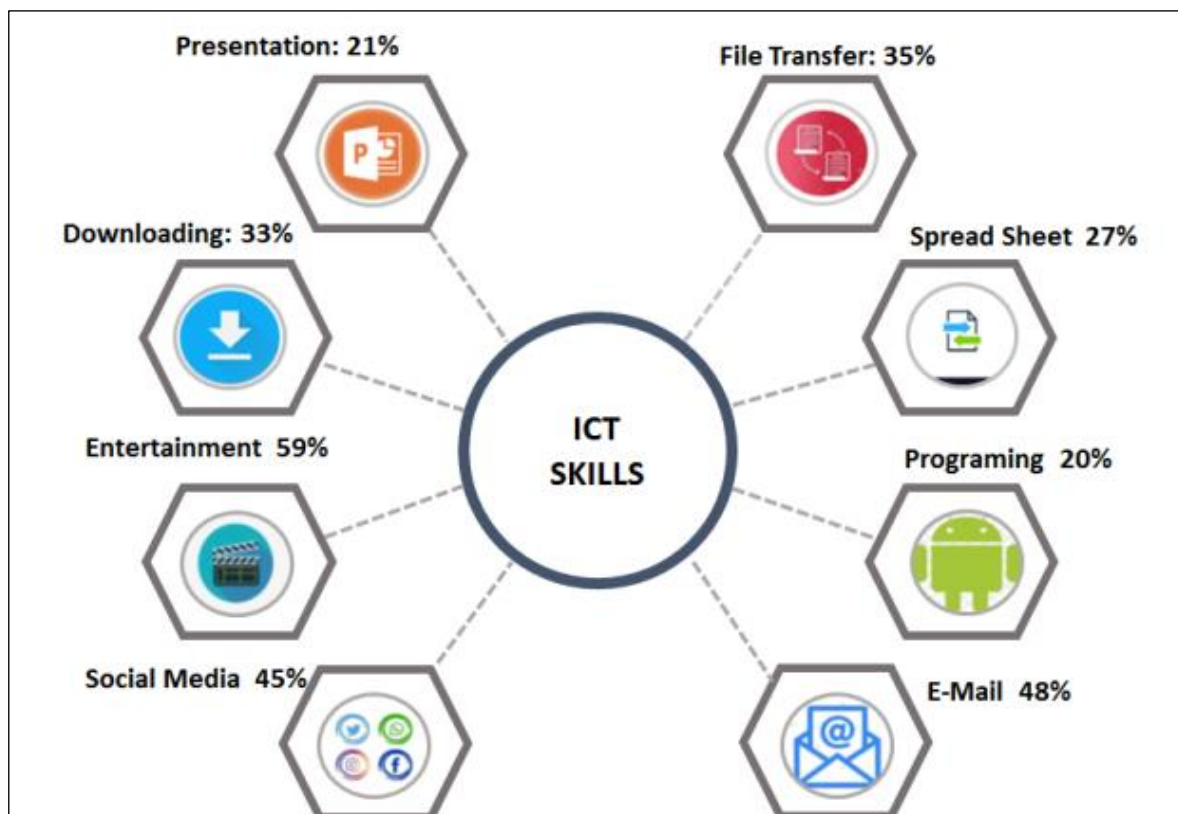 Presentation: 21%
File Transfer: 35%
P
Downloading: 33%
Spread Sheet 27%
ICT
SKILLS
Entertainment 59%
Programing 20%
Social Media 45%
E-Mail 48%
@
f